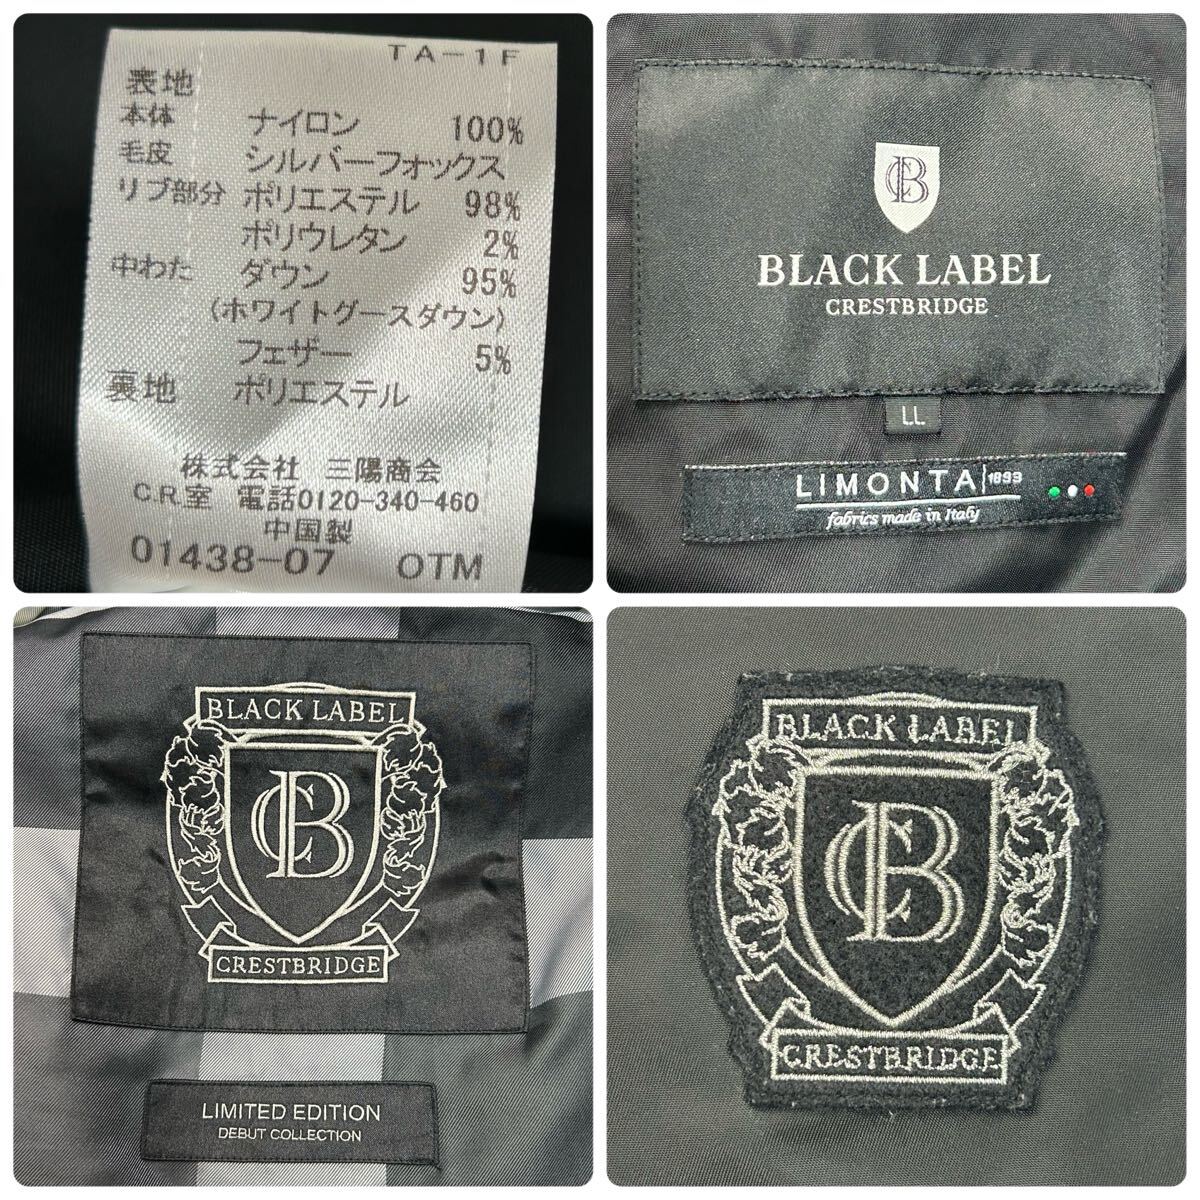 TA-1F
表地
本体 ナイロン 100%
毛皮 シルバーフォックス
リブ部分 ポリエステル 98%
ポリウレタン 2%
中わた ダウン 95%
(ホワイトグースダウン)
フェザー 5%
裏地 ポリエステル
株式会社 三陽商会
C.R.室 電話0120-340-460
中国製
01438-07 OTM
CB
BLACK LABEL
CRESTBRIDGE
LL
LIMONTA 1893
fabrics made in Italy
BLACK LABEL
CB
CRESTBRIDGE
LIMITED EDITION
DEBUT COLLECTION
BLACK LABEL
CB
CRESTBRIDGE